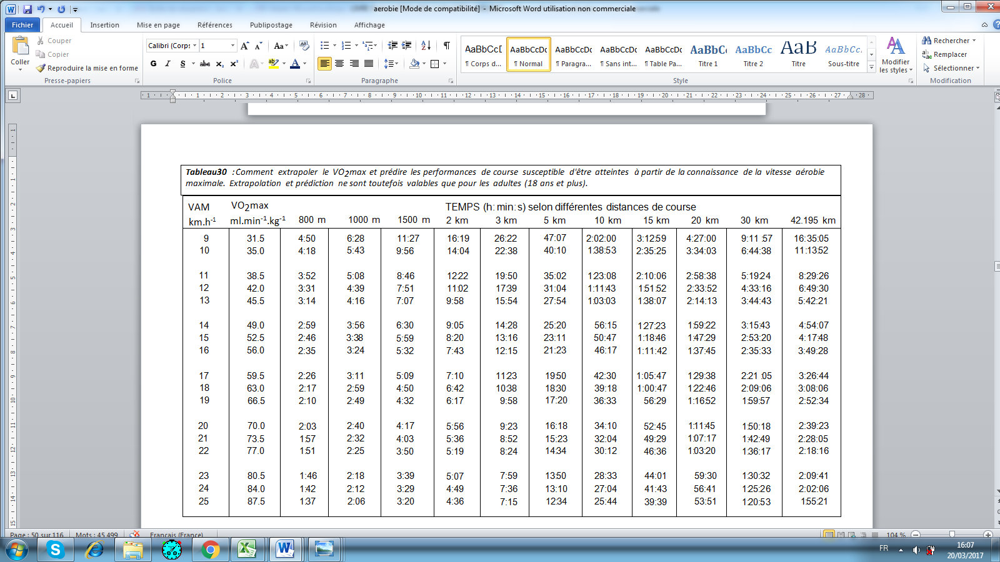 aerobie [Mode de compatibilité] - Microsoft Word utilisation non commerciale
Fichier Accueil Insertion Mise en page Références Publipostage Révision Affichage
Coller
Couper
Copier
Reproduire la mise en forme
Presse-papiers
Calibri (Corps 1
G I S abc x₂ x²
Police
Paragraphe
AaBbCcD AaBbCcDc AaBbCcDc AaBbCcDc AaBbCcDc AaBbC AaBbCc AaB AaBbCc.
¶ Corps d... ¶ Normal ¶ Paragra... ¶ Sans int... ¶ Table Pa... Titre 1 Titre 2 Titre Sous-titre
Style
Modifier les styles
Rechercher
Remplacer
Sélectionner
Modification
1 1 2 3 4 5 6 7 8 9 10 11 12 13 14 15 16 17 18 19 20 21 22 23 24 25 26 27 28
Tableau30 : Comment extrapoler le VO2max et prédire les performances de course susceptible d'être atteintes à partir de la connaissance de la vitesse aérobie
maximale. Extrapolation et prédiction ne sont toutefois valables que pour les adultes (18 ans et plus).
VAM VO2max TEMPS (h: min: s) selon différentes distances de course
km.h-1 ml.min-1.kg-1 800 m 1000 m 1500 m 2 km 3 km 5 km 10 km 15 km 20 km 30 km 42.195 km
9 31.5 4:50 6:28 11:27 16:19 26:22 47:07 2:02:00 3:12:59 4:27:00 9:11:57 16:35:05
10 35.0 4:18 5:43 9:56 14:04 22:38 40:10 1:38:53 2:35:25 3:34:03 6:44:38 11:13:52
11 38.5 3:52 5:08 8:46 12:22 19:50 35:02 1:23:08 2:10:06 2:58:38 5:19:24 8:29:26
12 42.0 3:31 4:39 7:51 11:02 17:39 31:04 1:11:43 1:51:52 2:33:52 4:33:16 6:49:30
13 45.5 3:14 4:16 7:07 9:58 15:54 27:54 1:03:03 1:38:07 2:14:13 3:44:43 5:42:21
14 49.0 2:59 3:56 6:30 9:05 14:28 25:20 56:15 1:27:23 1:59:22 3:15:43 4:54:07
15 52.5 2:46 3:38 5:59 8:20 13:16 23:11 50:47 1:18:46 1:47:29 2:53:20 4:17:48
16 56.0 2:35 3:24 5:32 7:43 12:15 21:23 46:17 1:11:42 1:37:45 2:35:33 3:49:28
17 59.5 2:26 3:11 5:09 7:10 11:23 19:50 42:30 1:05:47 1:29:38 2:21:05 3:26:44
18 63.0 2:17 2:59 4:50 6:42 10:38 18:30 39:18 1:00:47 1:22:46 2:09:06 3:08:06
19 66.5 2:10 2:49 4:32 6:17 9:58 17:20 36:33 56:29 1:16:52 1:59:57 2:52:34
20 70.0 2:03 2:40 4:17 5:56 9:23 16:18 34:10 52:45 1:11:45 1:50:18 2:39:23
21 73.5 1:57 2:32 4:03 5:36 8:52 15:23 32:04 49:29 1:07:17 1:42:49 2:28:05
22 77.0 1:51 2:25 3:50 5:19 8:24 14:34 30:12 46:36 1:03:20 1:36:17 2:18:16
23 80.5 1:46 2:18 3:39 5:07 7:59 13:50 28:33 44:01 59:30 1:30:32 2:09:41
24 84.0 1:42 2:12 3:29 4:49 7:36 13:10 27:04 41:43 56:41 1:25:26 2:02:06
25 87.5 1:37 2:06 3:20 4:36 7:15 12:34 25:44 39:39 53:51 1:20:53 1:55:21
Page : 50 sur 116 Mots : 45 499 Français (France) 104 %
FR 16:07
20/03/2017